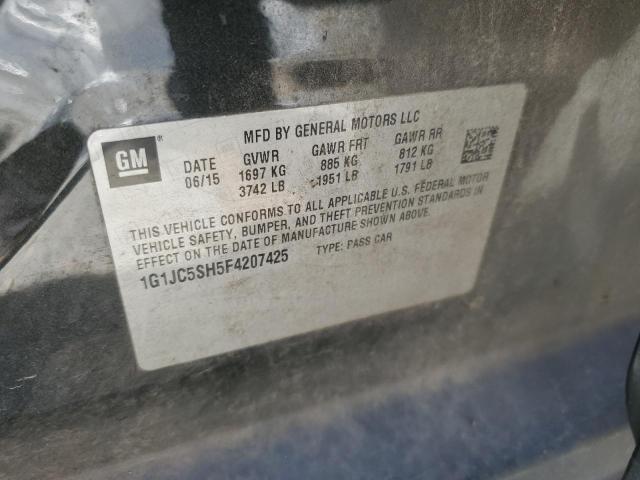 MFD BY GENERAL MOTORS LLC
GM ®
DATE GVWR GAWR FRT GAWR RR
06/15 1697 KG 885 KG 812 KG
3742 LB 1951 LB 1791 LB
THIS VEHICLE CONFORMS TO ALL APPLICABLE U.S. FEDERAL MOTOR
VEHICLE SAFETY, BUMPER, AND THEFT PREVENTION STANDARDS IN
EFFECT ON THE DATE OF MANUFACTURE SHOWN ABOVE.
1G1JC5SH5F4207425 TYPE: PASS CAR